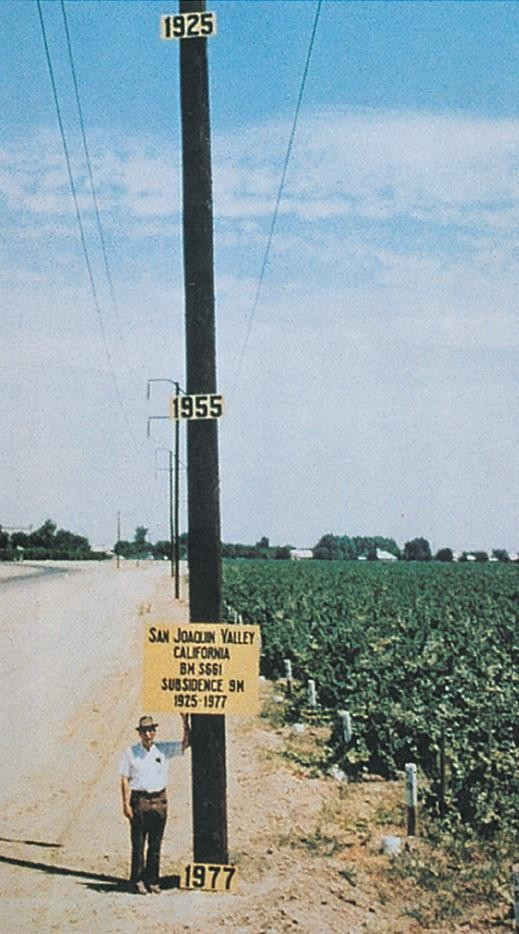 1925
1955
SAN JOAQUIN VALLEY
CALIFORNIA
BM S661
SUBSIDENCE 9M
1925-1977
1977